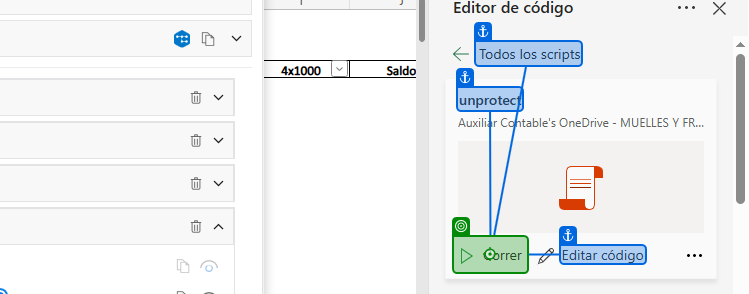 Editor de código
Todos los scripts
4x1000
Saldo
unprotect
Auxiliar Contable's OneDrive - MUELLES Y FR...
Correr
Editar código